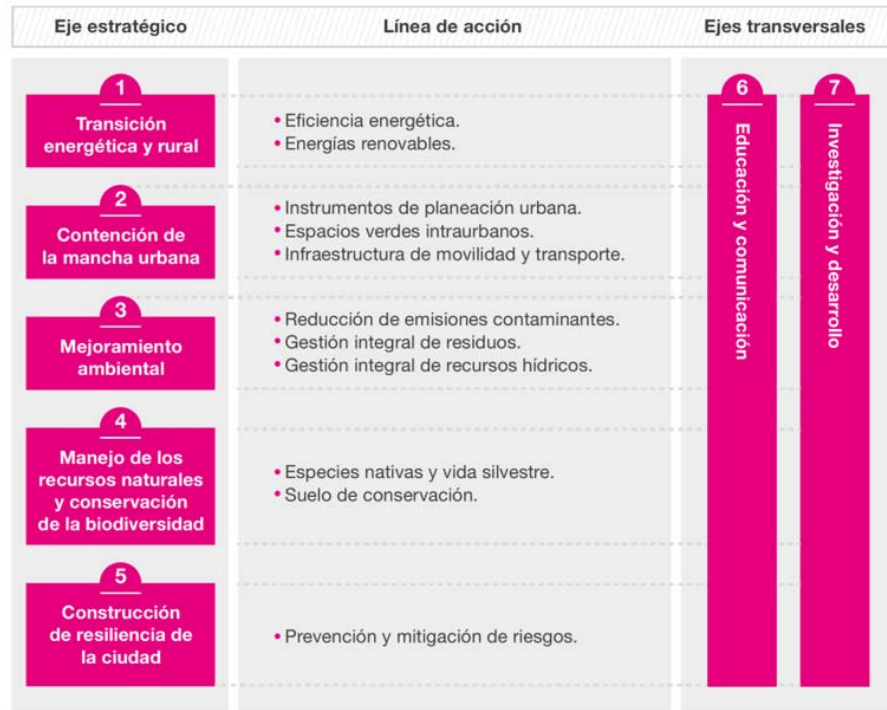 Eje estratégico
Línea de acción
Ejes transversales
1
Transición
energética y rural
• Eficiencia energética.
• Energías renovables.
2
Contención de
la mancha urbana
• Instrumentos de planeación urbana.
• Espacios verdes intraurbanos.
• Infraestructura de movilidad y transporte.
3
Mejoramiento
ambiental
• Reducción de emisiones contaminantes.
• Gestión integral de residuos.
• Gestión integral de recursos hídricos.
4
Manejo de los
recursos naturales
y conservación
de la biodiversidad
• Especies nativas y vida silvestre.
• Suelo de conservación.
5
Construcción
de resiliencia de
la ciudad
• Prevención y mitigación de riesgos.
6
Educación y comunicación
7
Investigación y desarrollo